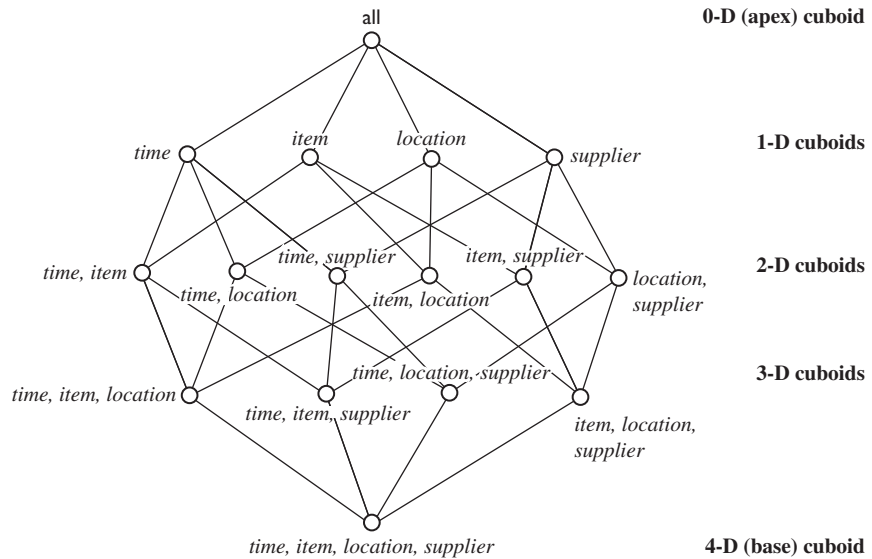 all
0-D (apex) cuboid
time
item
location
supplier
1-D cuboids
time, item
time, location
time, supplier
item, location
item, supplier
location,
supplier
2-D cuboids
3-D cuboids
time, item, location
time, item, supplier
time, location, supplier
item, location,
supplier
time, item, location, supplier
4-D (base) cuboid